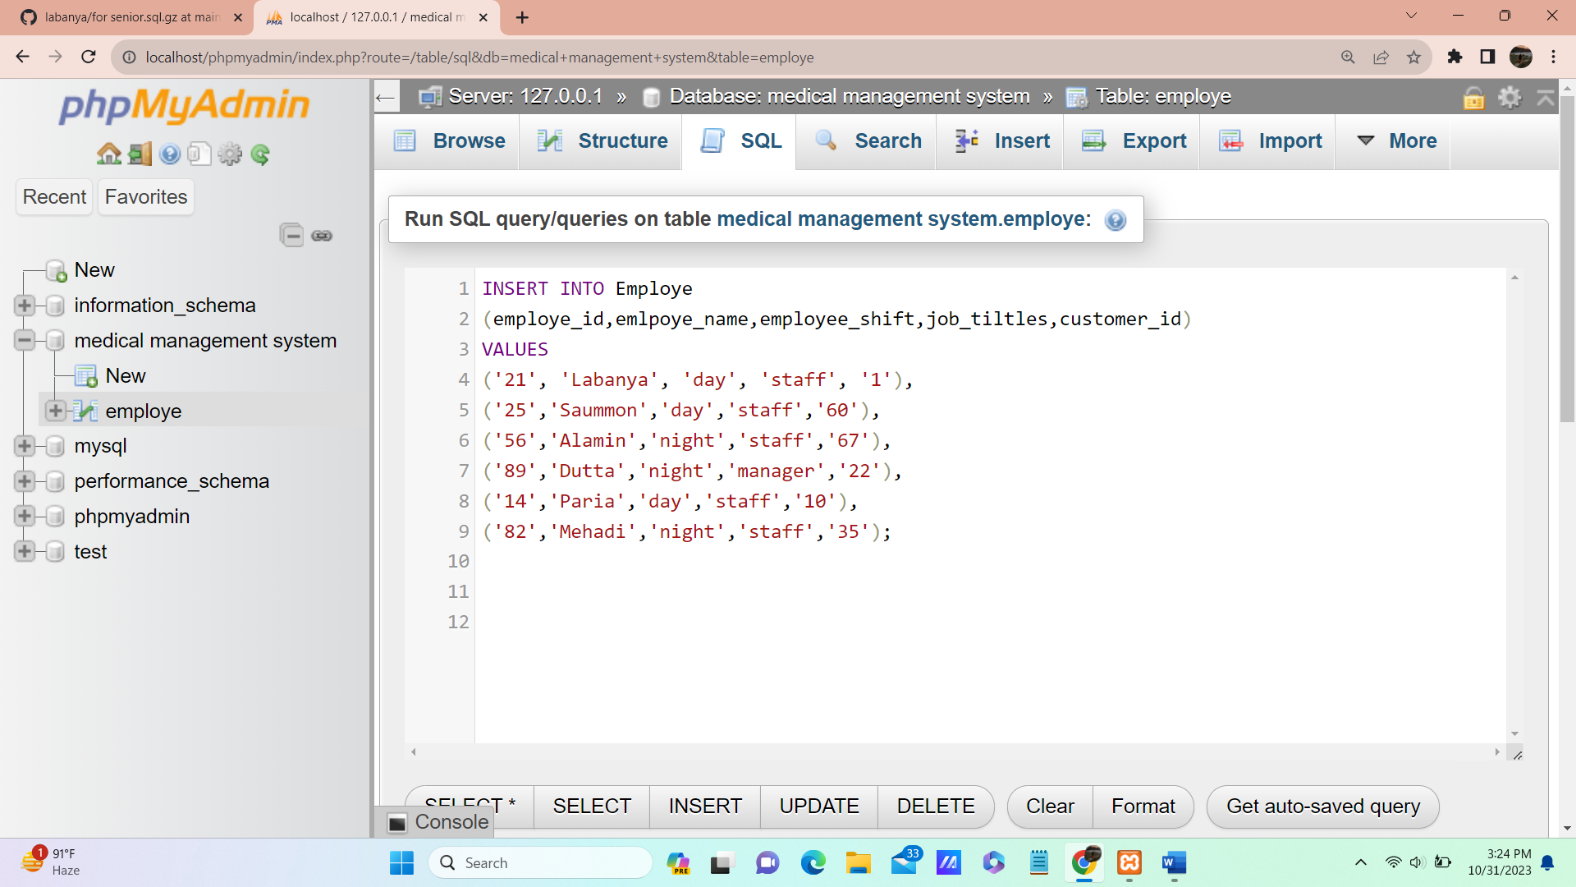 labanya/for senior.sql.gz at main
localhost / 127.0.0.1 / medical m
localhost/phpmyadmin/index.php?route=/table/sql&db=medical+management+system&table=employe
phpMyAdmin
Recent
Favorites
New
information_schema
medical management system
New
employe
mysql
performance_schema
phpmyadmin
test
Server: 127.0.0.1 » Database: medical management system » Table: employe
Browse
Structure
SQL
Search
Insert
Export
Import
More
Run SQL query/queries on table medical management system.employe:
1 INSERT INTO Employe
2 (employe_id,emlpoye_name,employee_shift,job_tiltles,customer_id)
3 VALUES
4 ('21', 'Labanya', 'day', 'staff', '1'),
5 ('25','Saummon','day','staff','60'),
6 ('56','Alamin','night','staff','67'),
7 ('89','Dutta','night','manager','22'),
8 ('14','Paria','day','staff','10'),
9 ('82','Mehadi','night','staff','35');
10
11
12
SELECT *
SELECT
INSERT
UPDATE
DELETE
Clear
Format
Get auto-saved query
Console
1
91°F
Haze
Search
PRE
33
3:24 PM
10/31/2023